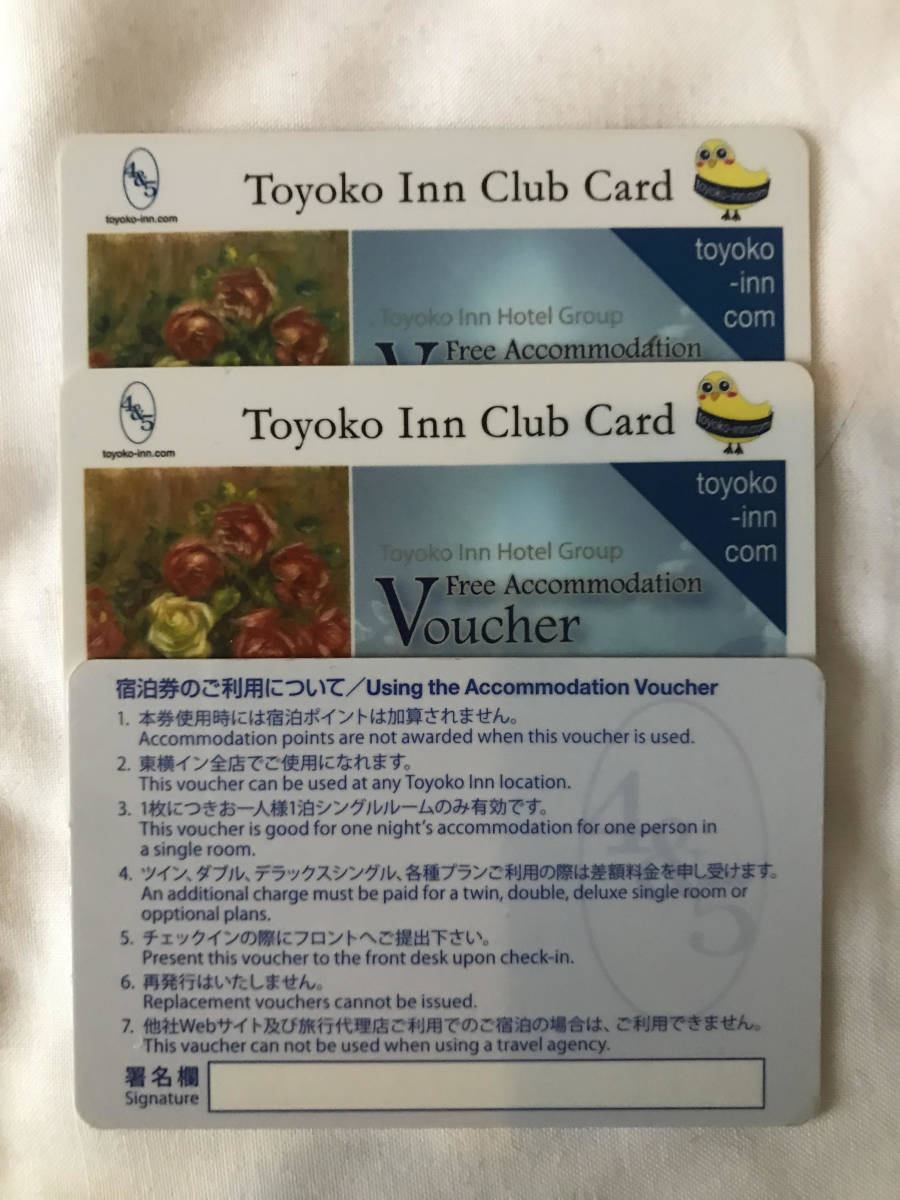 4&5
toyoko-inn.com
Toyoko Inn Club Card
toyoko-inn.com
toyoko
-inn
com
Toyoko Inn Hotel Group
Free Accommodation
V
4&5
toyoko-inn.com
Toyoko Inn Club Card
toyoko-inn.com
toyoko
-inn
com
Toyoko Inn Hotel Group
Free Accommodation
Voucher
宿泊券のご利用について/Using the Accommodation Voucher
1. 本券使用時には宿泊ポイントは加算されません。
Accommodation points are not awarded when this voucher is used.
2. 東横イン全店でご使用になれます。
This voucher can be used at any Toyoko Inn location.
3. 1枚につきお一人様1泊シングルルームのみ有効です。
This voucher is good for one night's accommodation for one person in
a single room.
4. ツイン、ダブル、デラックスシングル、各種プランご利用の際は差額料金を申し受けます。
An additional charge must be paid for a twin, double, deluxe single room or
opptional plans.
5. チェックインの際にフロントへご提出下さい。
Present this voucher to the front desk upon check-in.
6. 再発行はいたしません。
Replacement vouchers cannot be issued.
7. 他社Webサイト及び旅行代理店ご利用でのご宿泊の場合は、ご利用できません。
This vaucher can not be used when using a travel agency.
署名欄
Signature
4&5